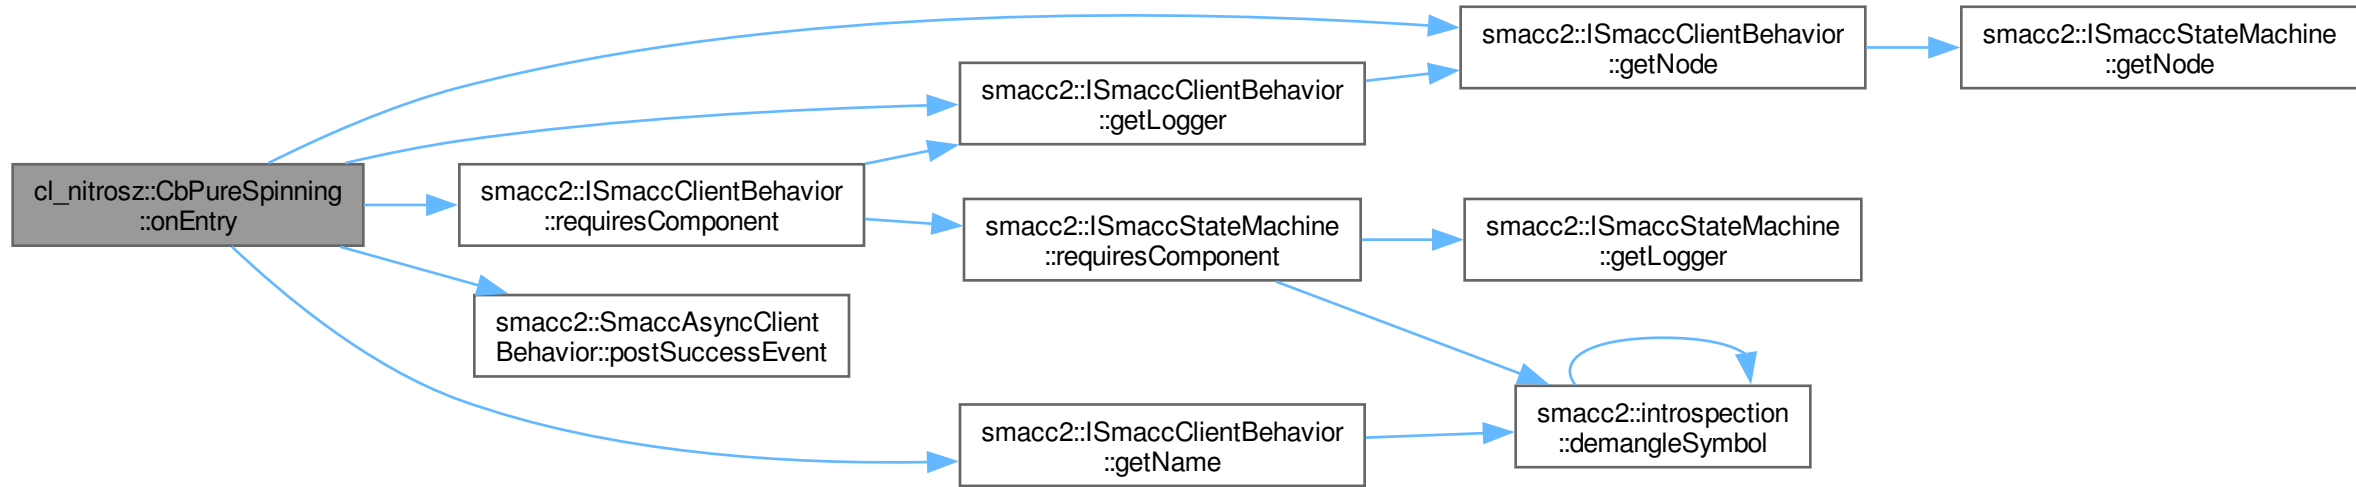 cl_nitrosz::CbPureSpinning
::onEntry
smacc2::ISmaccClientBehavior
::requiresComponent
smacc2::SmaccAsyncClient
Behavior::postSuccessEvent
smacc2::ISmaccClientBehavior
::getLogger
smacc2::ISmaccStateMachine
::requiresComponent
smacc2::ISmaccClientBehavior
::getName
smacc2::ISmaccClientBehavior
::getNode
smacc2::ISmaccStateMachine
::getLogger
smacc2::introspection
::demangleSymbol
smacc2::ISmaccStateMachine
::getNode